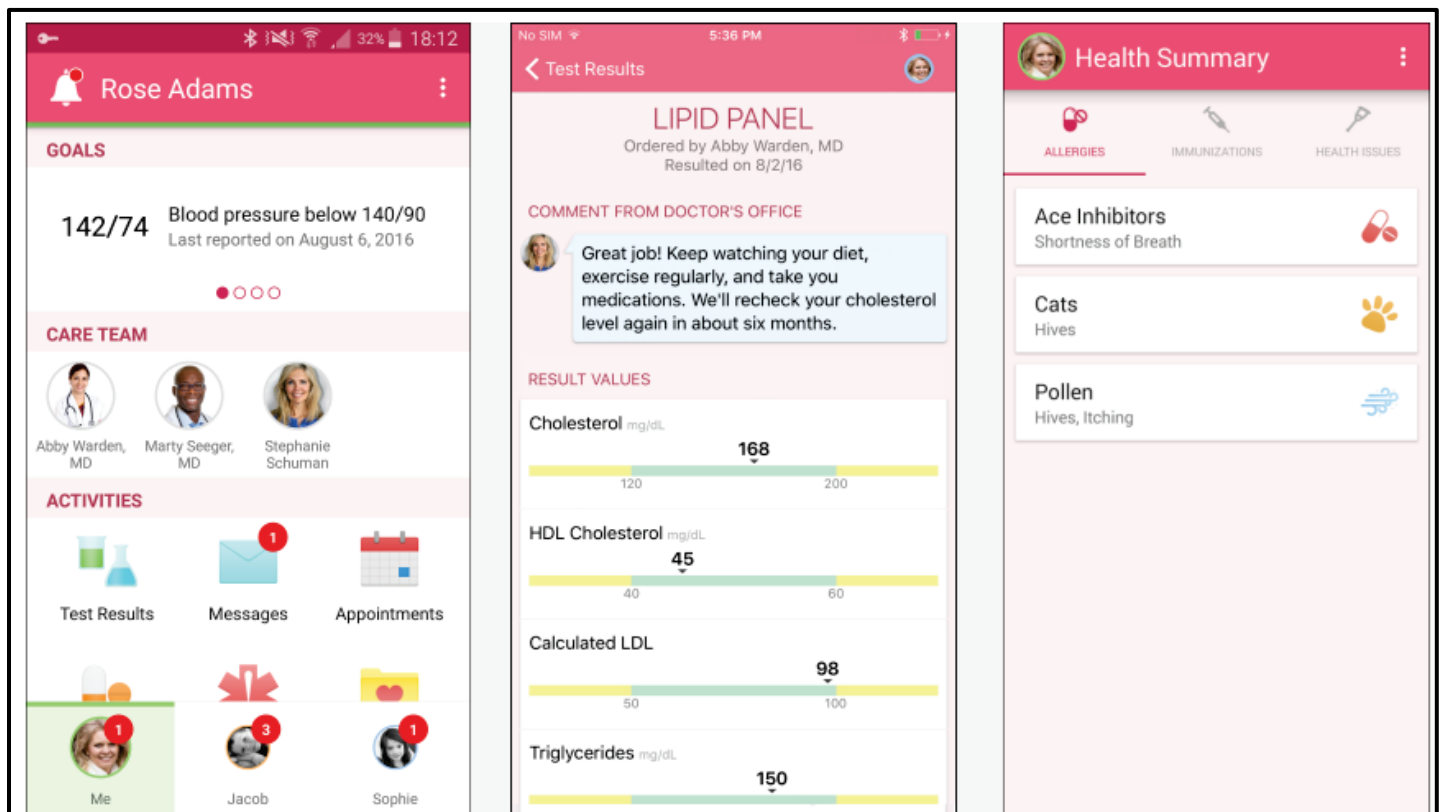 32% 18:12
Rose Adams
GOALS
142/74
Blood pressure below 140/90
Last reported on August 6, 2016
CARE TEAM
Abby Warden,
MD
Marty Seeger,
MD
Stephanie
Schuman
ACTIVITIES
1
Test Results
Messages
Appointments
1
3
1
Me
Jacob
Sophie
No SIM
5:36 PM
Test Results
LIPID PANEL
Ordered by Abby Warden, MD
Resulted on 8/2/16
COMMENT FROM DOCTOR'S OFFICE
Great job! Keep watching your diet,
exercise regularly, and take you
medications. We'll recheck your cholesterol
level again in about six months.
RESULT VALUES
Cholesterol mg/dL
168
120 200
HDL Cholesterol mg/dL
45
40 60
Calculated LDL
98
50 100
Triglycerides mg/dL
150
Health Summary
ALLERGIES
IMMUNIZATIONS
HEALTH ISSUES
Ace Inhibitors
Shortness of Breath
Cats
Hives
Pollen
Hives, Itching